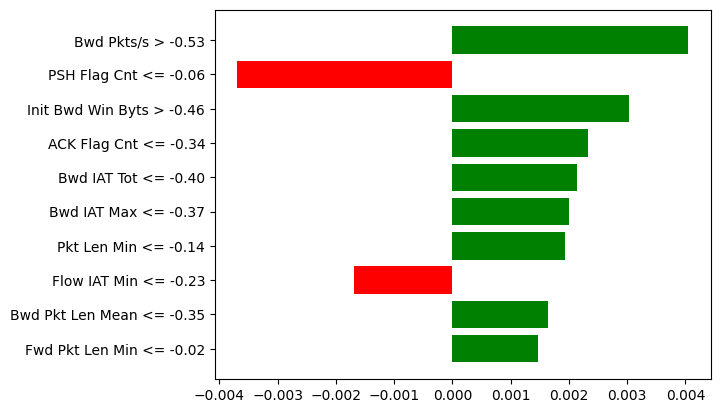 Bwd Pkts/s > -0.53
PSH Flag Cnt <= -0.06
Init Bwd Win Byts > -0.46
ACK Flag Cnt <= -0.34
Bwd IAT Tot <= -0.40
Bwd IAT Max <= -0.37
Pkt Len Min <= -0.14
Flow IAT Min <= -0.23
Bwd Pkt Len Mean <= -0.35
Fwd Pkt Len Min <= -0.02
−0.004 −0.003 −0.002 −0.001 0.000 0.001 0.002 0.003 0.004